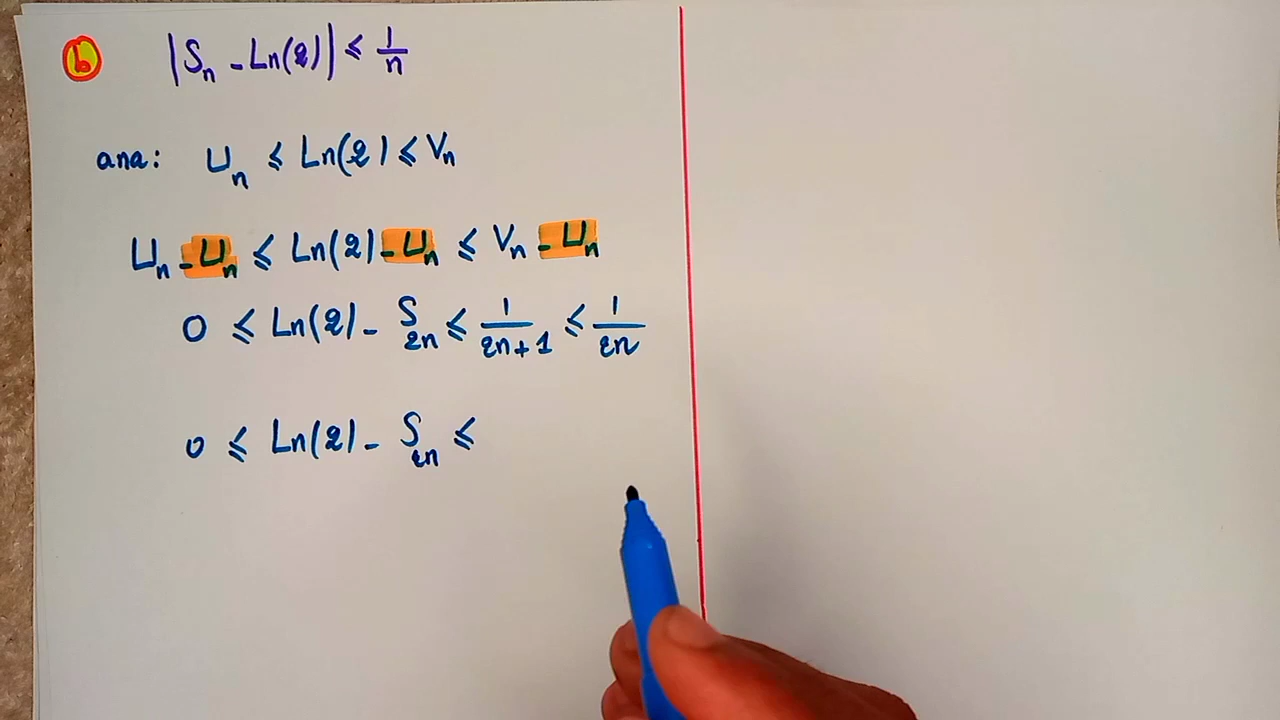 b |Sn - Ln(2)| ≤ 1/n
ana: Un ≤ Ln(2) ≤ Vn
Un - Un ≤ Ln(2) - Un ≤ Vn - Un
0 ≤ Ln(2) - S2n ≤ 1/2n+1 ≤ 1/2n
0 ≤ Ln(2) - S2n ≤